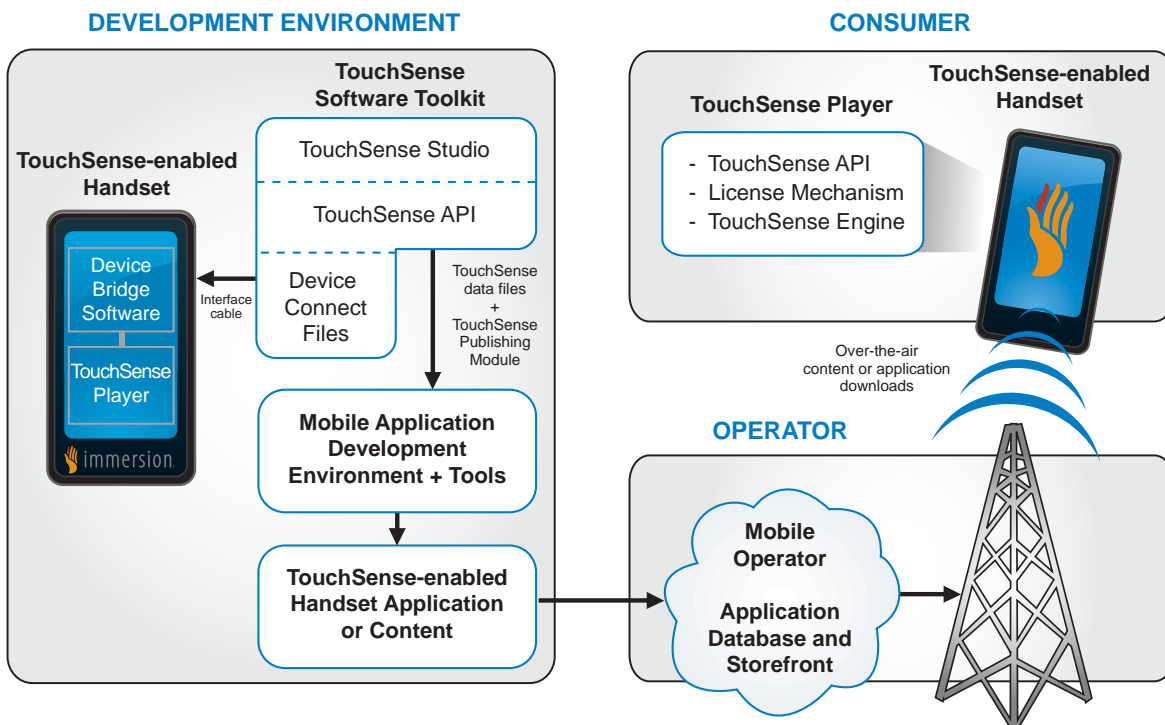 DEVELOPMENT ENVIRONMENT
TouchSense
Software Toolkit
TouchSense Studio
TouchSense API
Device
Connect
Files
TouchSense-enabled
Handset
Device
Bridge
Software
TouchSense
Player
immersion
Interface
cable
TouchSense
data files
+
TouchSense
Publishing
Module
Mobile Application
Development
Environment + Tools
TouchSense-enabled
Handset Application
or Content
CONSUMER
TouchSense Player
- TouchSense API
- License Mechanism
- TouchSense Engine
TouchSense-enabled
Handset
Over-the-air
content or application
downloads
OPERATOR
Mobile
Operator
Application
Database and
Storefront